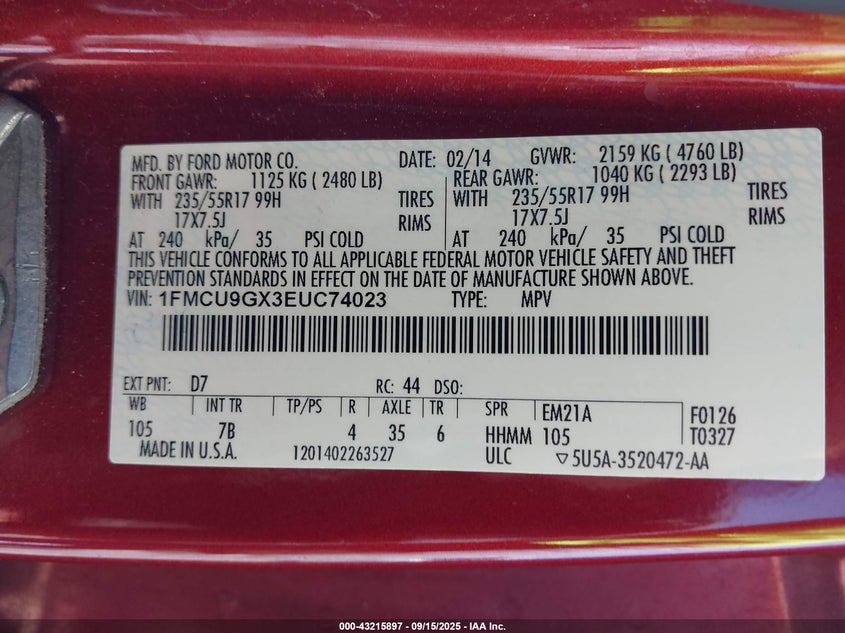 MFD. BY FORD MOTOR CO. DATE: 02/14 GVWR: 2159 KG ( 4760 LB)
FRONT GAWR: 1125 KG ( 2480 LB) REAR GAWR: 1040 KG ( 2293 LB)
WITH 235/55R17 99H TIRES WITH 235/55R17 99H TIRES
17X7.5J RIMS 17X7.5J RIMS
AT 240 kPa/ 35 PSI COLD AT 240 kPa/ 35 PSI COLD
THIS VEHICLE CONFORMS TO ALL APPLICABLE FEDERAL MOTOR VEHICLE SAFETY AND THEFT
PREVENTION STANDARDS IN EFFECT ON THE DATE OF MANUFACTURE SHOWN ABOVE.
VIN: 1FMCU9GX3EUC74023 TYPE: MPV
EXT PNT: D7 RC: 44 DSO:
WB INT TR TP/PS R AXLE TR SPR EM21A F0126
105 7B 4 35 6 HHMM 105 T0327
MADE IN U.S.A. 1201402263527 ULC ▽5U5A-3520472-AA
000-43215897 - 09/15/2025 - IAA Inc.